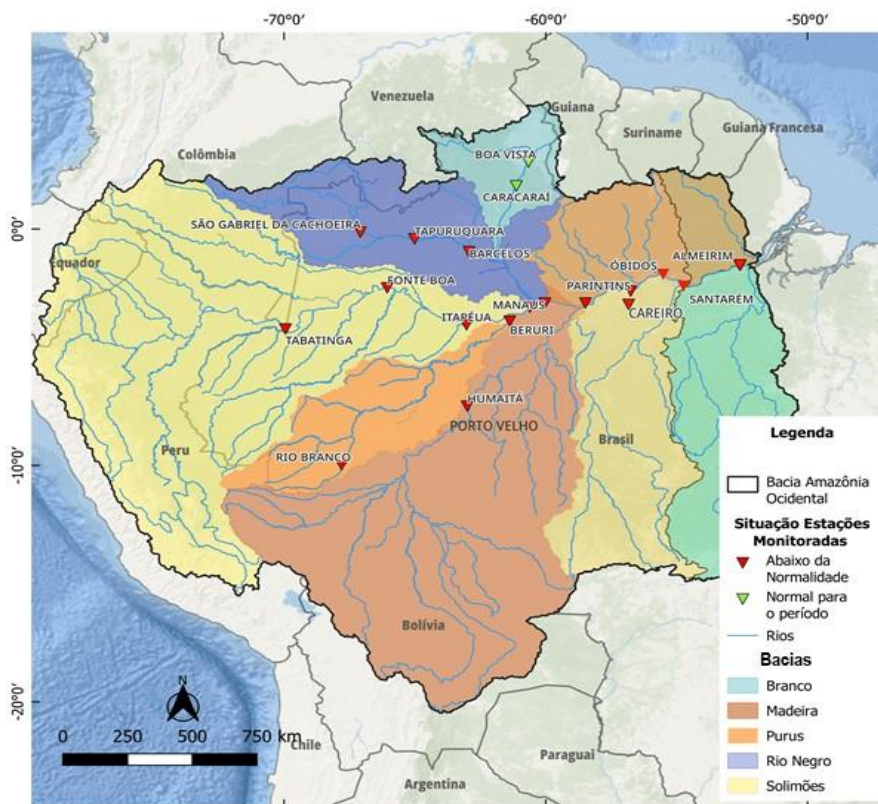 -70°0' -60°0' -50°0'
Venezuela
Guiana
Suriname
Guiana Francesa
Colômbia
BOA VISTA
CARACARAÍ
0°0'
SÃO GABRIEL DA CACHOEIRA
TAPURUQUARA
BARCELOS
Equador
FONTE BOA
ÓBIDOS
ALMEIRIM
PARINTINS
MANAUS
SANTARÉM
ITAPÉUA
CAREIRO
BERURI
TABATINGA
HUMAITÁ
PORTO VELHO
Brasil
Peru
RIO BRANCO
-10°0'
Legenda
Bacia Amazônia
Ocidental
Situação Estações
Monitoradas
Abaixo da
Normalidade
Normal para
o período
Rios
Bacias
Branco
Madeira
Purus
Rio Negro
Solimões
Bolívia
-20°0'
N
0 250 500 750 km
Chile
Paraguai
Argentina